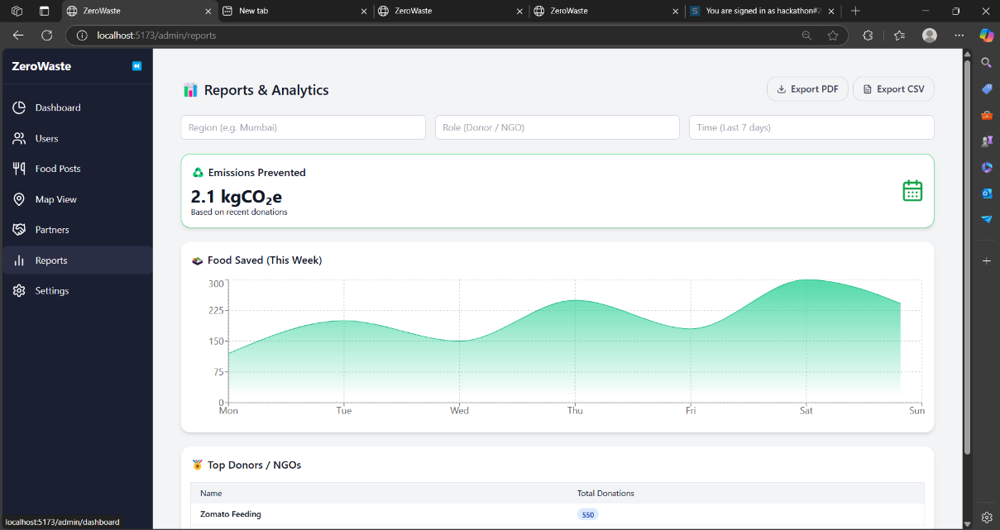 ZeroWaste
New tab
ZeroWaste
ZeroWaste
You are signed in as hackathon#2
localhost:5173/admin/reports
ZeroWaste
Dashboard
Users
Food Posts
Map View
Partners
Reports
Settings
Reports & Analytics
Export PDF
Export CSV
Region (e.g. Mumbai)
Role (Donor / NGO)
Time (Last 7 days)
Emissions Prevented
2.1 kgCO₂e
Based on recent donations
Food Saved (This Week)
300
225
150
75
0
Mon Tue Wed Thu Fri Sat Sun
Top Donors / NGOs
Name Total Donations
Zomato Feeding 550
localhost:5173/admin/dashboard